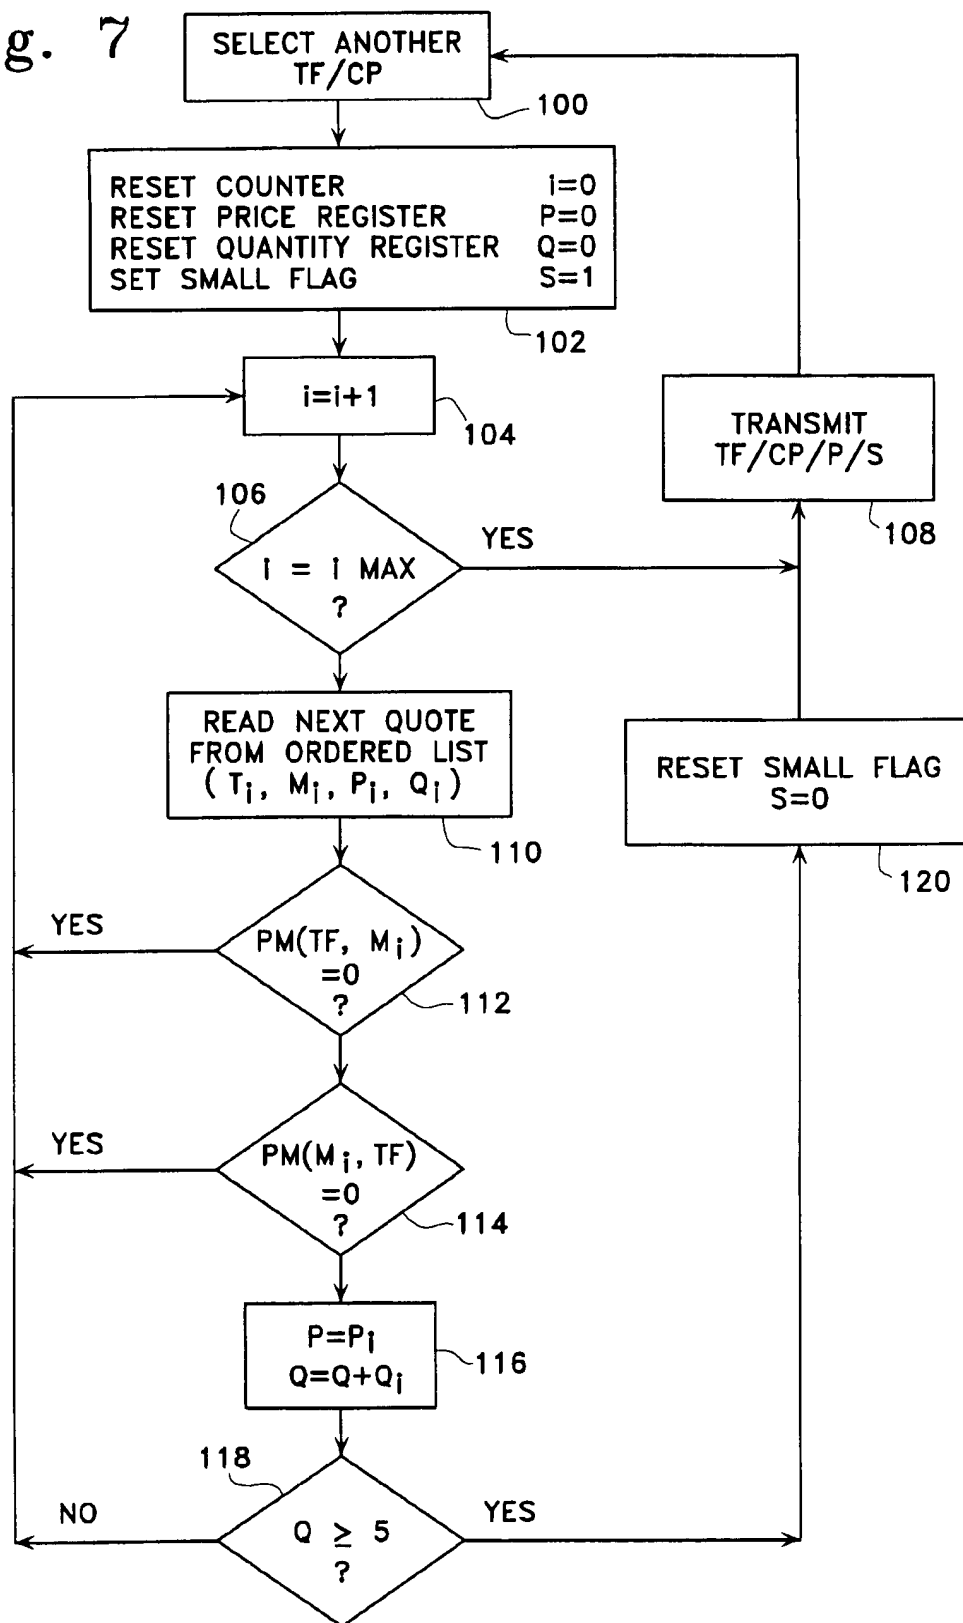 g. 7
SELECT ANOTHER
TF/CP
100
RESET COUNTER i=0
RESET PRICE REGISTER P=0
RESET QUANTITY REGISTER Q=0
SET SMALL FLAG S=1
102
i=i+1
104
TRANSMIT
TF/CP/P/S
108
106
i = i MAX
?
YES
READ NEXT QUOTE
FROM ORDERED LIST
( Ti, Mi, Pi, Qi )
110
RESET SMALL FLAG
S=0
120
YES
PM(TF, Mi)
=0
?
112
YES
PM(Mi, TF)
=0
?
114
P=Pi
Q=Q+Qi
116
118
NO
Q ≥ 5
?
YES